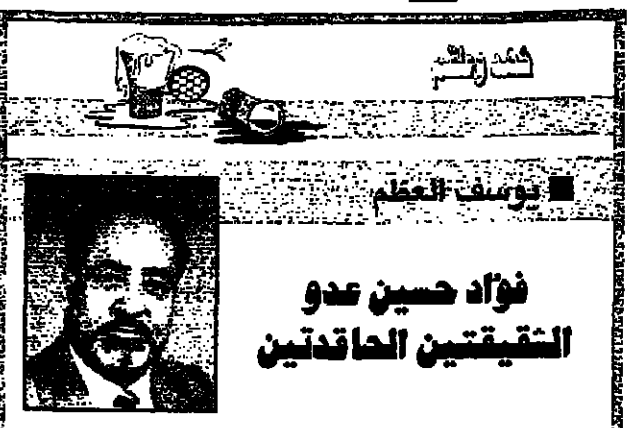 يوسف العظم
فؤاد حسين عدو
الشقيقتين الحاقدتين